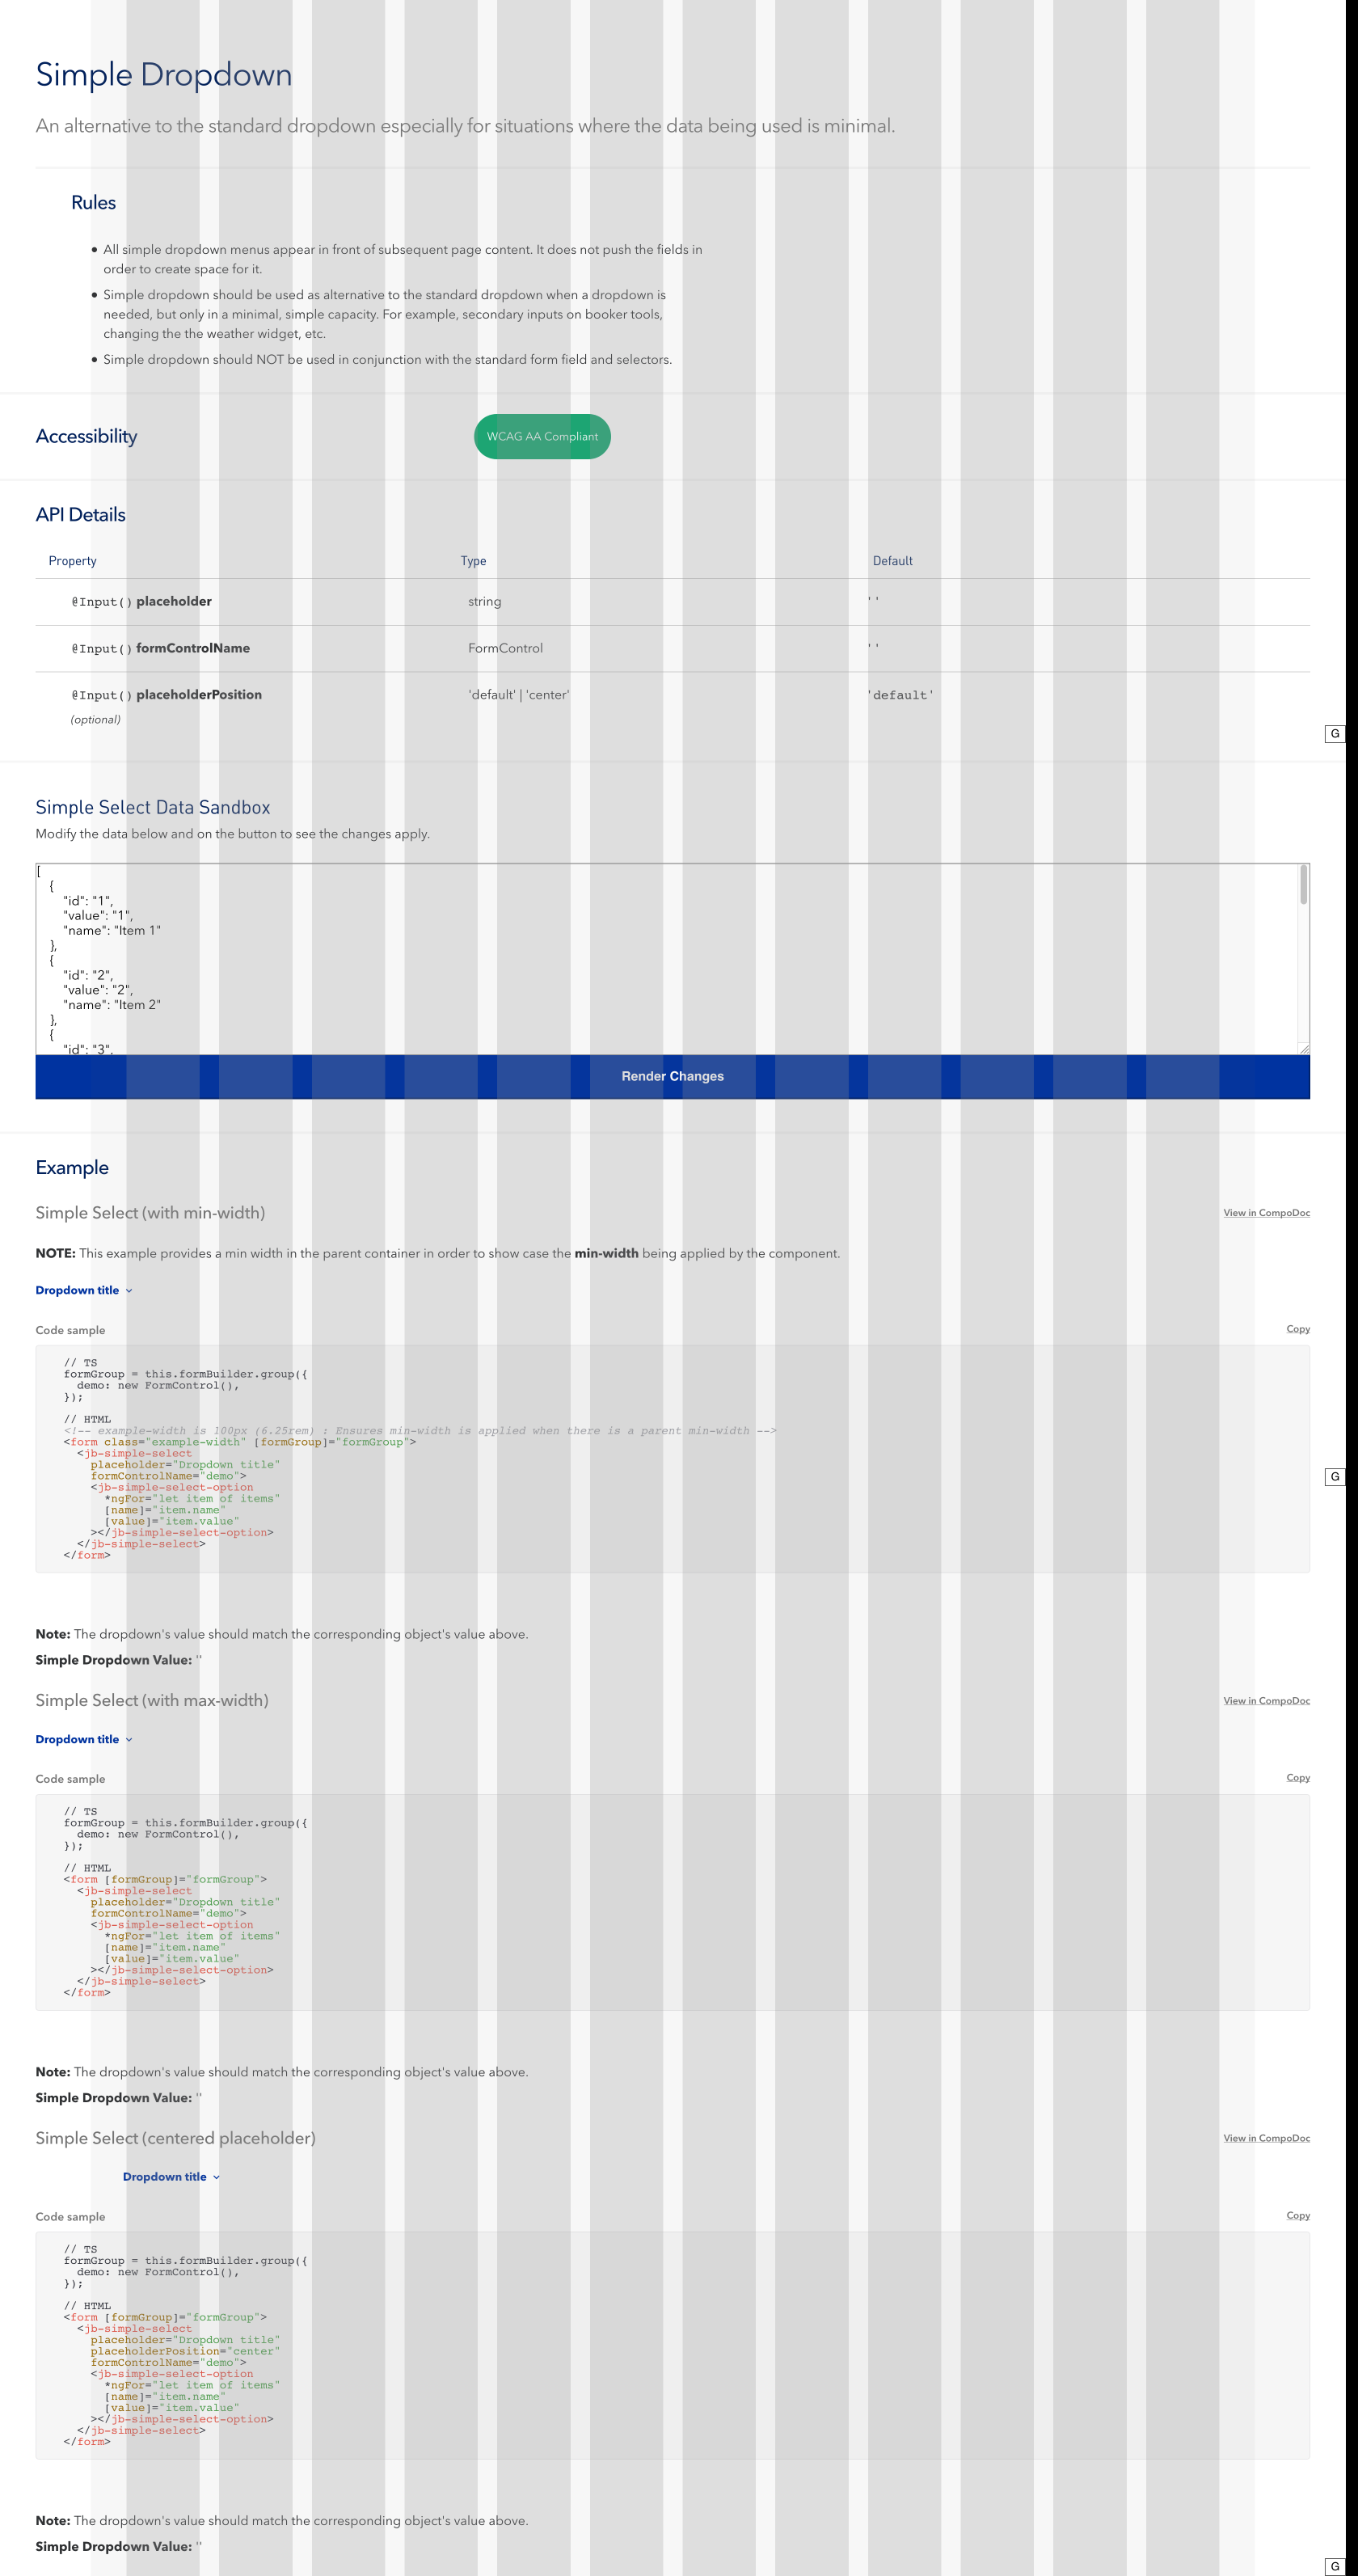 Simple Dropdown
An alternative to the standard dropdown especially for situations where the data being used is minimal.
Rules
• All simple dropdown menus appear in front of subsequent page content. It does not push the fields in
order to create space for it.
• Simple dropdown should be used as alternative to the standard dropdown when a dropdown is
needed, but only in a minimal, simple capacity. For example, secondary inputs on booker tools,
changing the the weather widget, etc.
• Simple dropdown should NOT be used in conjunction with the standard form field and selectors.
Accessibility WCAG AA Compliant
API Details
Property Type Default
@Input() placeholder string ''
@Input() formControlName FormControl ''
@Input() placeholderPosition 'default' | 'center' 'default'
(optional)
G
Simple Select Data Sandbox
Modify the data below and on the button to see the changes apply.
[
{
"id": "1",
"value": "1",
"name": "Item 1"
},
{
"id": "2",
"value": "2",
"name": "Item 2"
},
{
"id": "3",
Render Changes
Example
Simple Select (with min-width) View in CompoDoc
NOTE: This example provides a min width in the parent container in order to show case the min-width being applied by the component.
Dropdown title
Code sample Copy
// TS
formGroup = this.formBuilder.group({
demo: new FormControl(),
});
// HTML
<!-- example-width is 100px (6.25rem) : Ensures min-width is applied when there is a parent min-width -->
<form class="example-width" [formGroup]="formGroup">
<jb-simple-select
placeholder="Dropdown title"
formControlName="demo">
<jb-simple-select-option
*ngFor="let item of items"
[name]="item.name"
[value]="item.value"
></jb-simple-select-option>
</jb-simple-select>
</form>
G
Note: The dropdown's value should match the corresponding object's value above.
Simple Dropdown Value: ''
Simple Select (with max-width) View in CompoDoc
Dropdown title
Code sample Copy
// TS
formGroup = this.formBuilder.group({
demo: new FormControl(),
});
// HTML
<form [formGroup]="formGroup">
<jb-simple-select
placeholder="Dropdown title"
formControlName="demo">
<jb-simple-select-option
*ngFor="let item of items"
[name]="item.name"
[value]="item.value"
></jb-simple-select-option>
</jb-simple-select>
</form>
Note: The dropdown's value should match the corresponding object's value above.
Simple Dropdown Value: ''
Simple Select (centered placeholder) View in CompoDoc
Dropdown title
Code sample Copy
// TS
formGroup = this.formBuilder.group({
demo: new FormControl(),
});
// HTML
<form [formGroup]="formGroup">
<jb-simple-select
placeholder="Dropdown title"
placeholderPosition="center"
formControlName="demo">
<jb-simple-select-option
*ngFor="let item of items"
[name]="item.name"
[value]="item.value"
></jb-simple-select-option>
</jb-simple-select>
</form>
Note: The dropdown's value should match the corresponding object's value above.
Simple Dropdown Value: ''
G